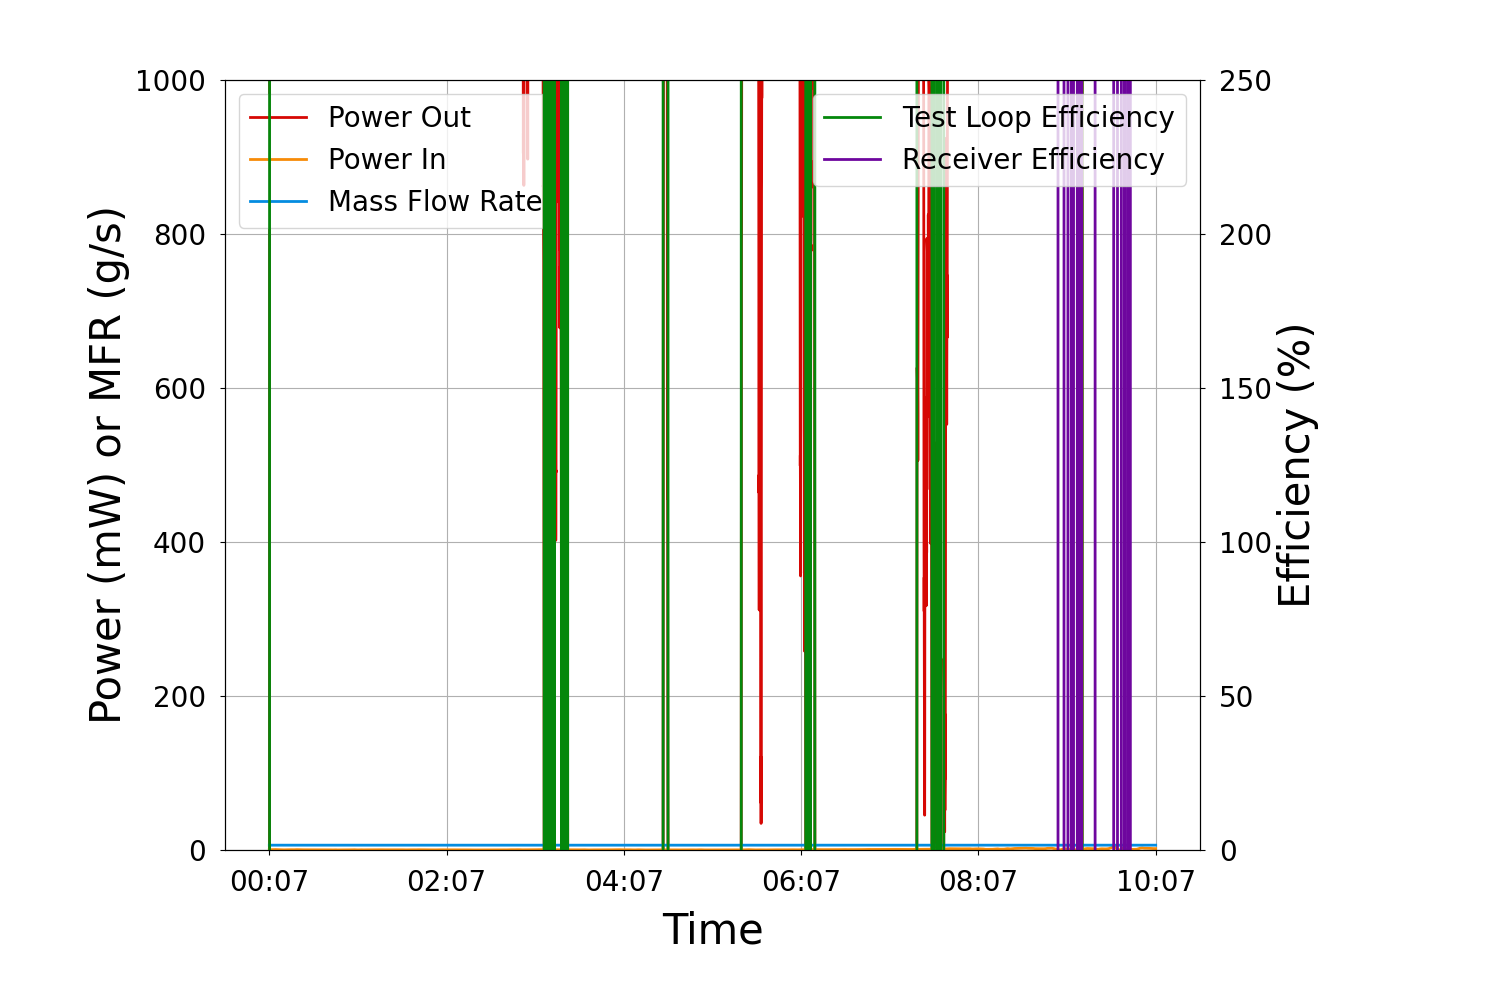 1000
800
600
400
200
0
Power (mW) or MFR (g/s)
Power Out
Power In
Mass Flow Rate
Test Loop Efficiency
Receiver Efficiency
250
200
150
100
50
0
Efficiency (%)
00:07 02:07 04:07 06:07 08:07 10:07
Time